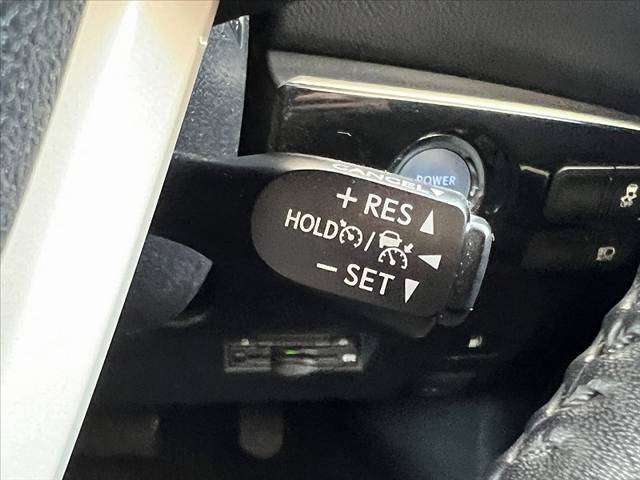 CANCEL
POWER
+ RES
HOLD /
- SET